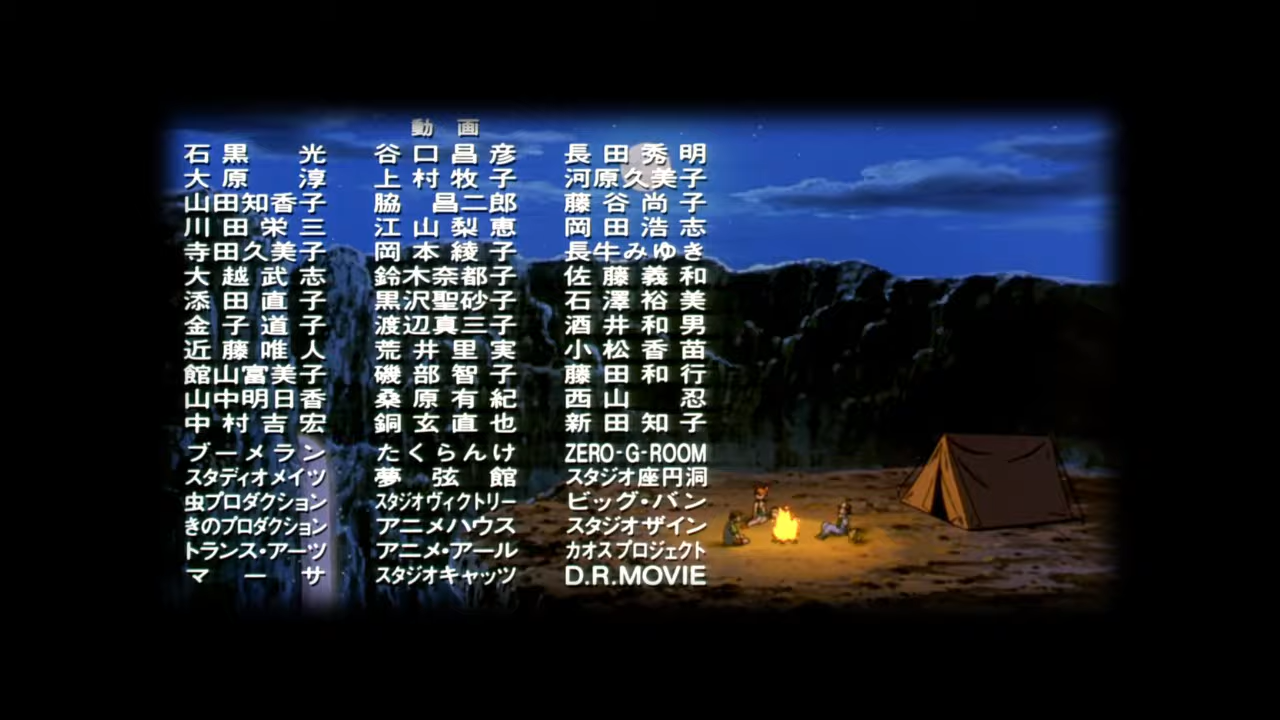 動画
石黒光 谷口昌彦 長田秀明
大原淳 上村牧子 河原久美子
山田知香子 脇昌二郎 藤谷尚子
川田栄三 江山梨恵 岡田浩志
寺田久美子 岡本綾子 長牛みゆき
大越武志 鈴木奈都子 佐藤義和
添田直子 黒沢聖砂子 石澤裕美
金子道子 渡辺真三子 酒井和男
近藤唯人 荒井里実 小松香苗
館山富美子 磯部智子 藤田和行
山中明日香 桑原有紀 西山忍
中村吉宏 銅玄直也 新田知子
ブーメラン たくらんけ ZERO-G-ROOM
スタディオメイツ 夢弦館 スタジオ座円洞
虫プロダクション スタジオヴィクトリー ビッグ・バン
きのプロダクション アニメハウス スタジオザイン
トランス・アーツ アニメ・アール カオスプロジェクト
マーサ スタジオキャッツ D.R.MOVIE